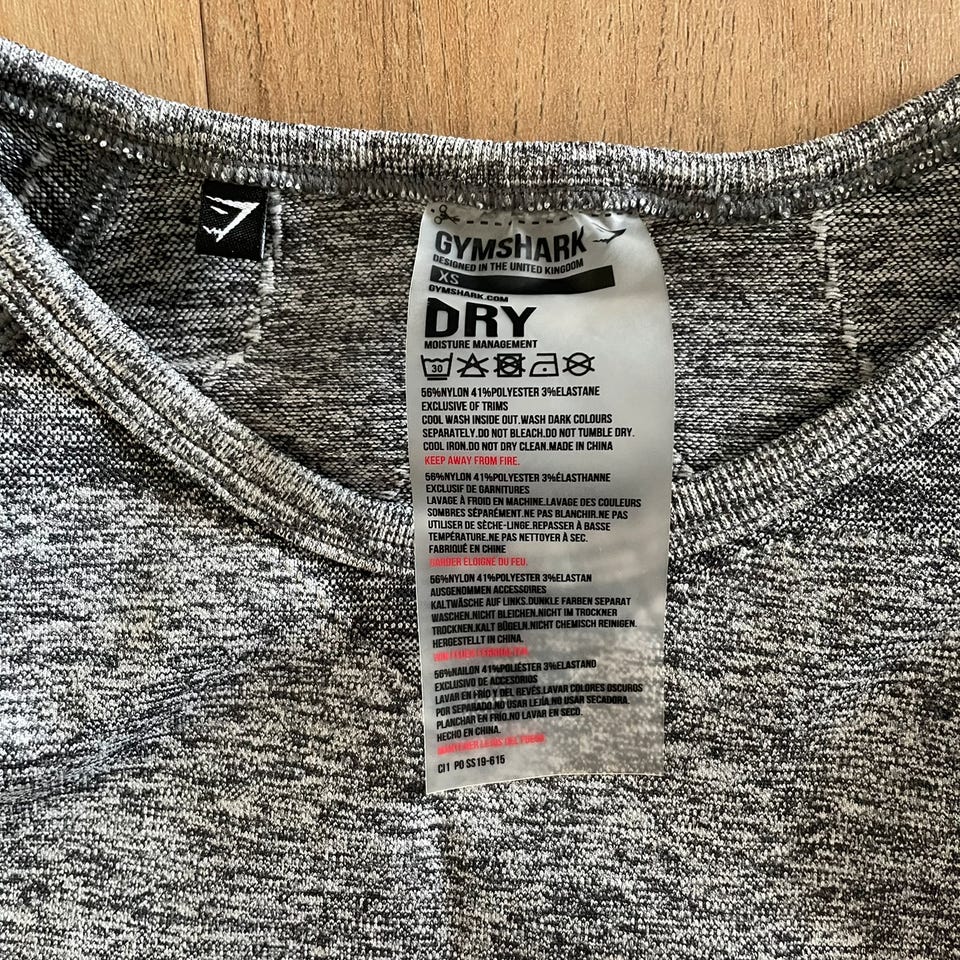 GYMSHARK
DESIGNED IN THE UNITED KINGDOM
XS
GYMSHARK.COM
DRY
MOISTURE MANAGEMENT
30
56%NYLON 41%POLYESTER 3%ELASTANE
EXCLUSIVE OF TRIMS
COOL WASH INSIDE OUT.WASH DARK COLOURS
SEPARATELY.DO NOT BLEACH.DO NOT TUMBLE DRY.
COOL IRON.DO NOT DRY CLEAN.MADE IN CHINA
KEEP AWAY FROM FIRE.
56%NYLON 41%POLYESTER 3%ÉLASTHANNE
EXCLUSIF DE GARNITURES
LAVAGE À FROID EN MACHINE.LAVAGE DES COULEURS
SOMBRES SÉPARÉMENT.NE PAS BLANCHIR.NE PAS
UTILISER DE SÈCHE-LINGE.REPASSER À BASSE
TEMPÉRATURE.NE PAS NETTOYER À SEC.
FABRIQUÉ EN CHINE
GARDER ÉLOIGNÉ DU FEU.
56%NYLON 41%POLYESTER 3%ELASTAN
AUSGENOMMEN ACCESSOIRES
KALTWÄSCHE AUF LINKS.DUNKLE FARBEN SEPARAT
WASCHEN.NICHT BLEICHEN.NICHT IM TROCKNER
TROCKNEN.KALT BÜGELN.NICHT CHEMISCH REINIGEN.
HERGESTELLT IN CHINA.
56%NAILON 41%POLIÉSTER 3%ELASTANO
EXCLUSIVO DE ACCESORIOS
LAVAR EN FRÍO Y DEL REVÉS.LAVAR COLORES OSCUROS
POR SEPARADO.NO USAR LEJÍA.NO USAR SECADORA.
PLANCHAR EN FRÍO.NO LAVAR EN SECO.
HECHO EN CHINA.
MANTENER LEJOS DEL FUEGO.
CI1 PO SS19-615